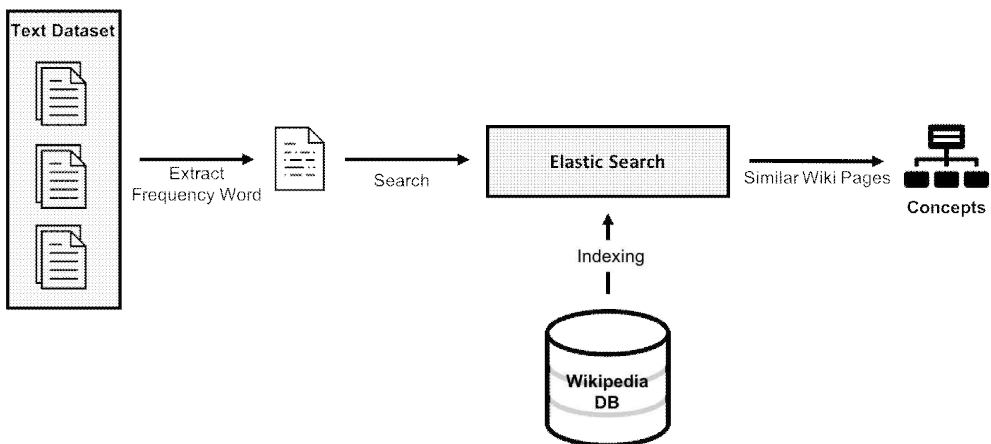 Text Dataset
Extract
Frequency Word
Search
Elastic Search
Similar Wiki Pages
Concepts
Indexing
Wikipedia
DB